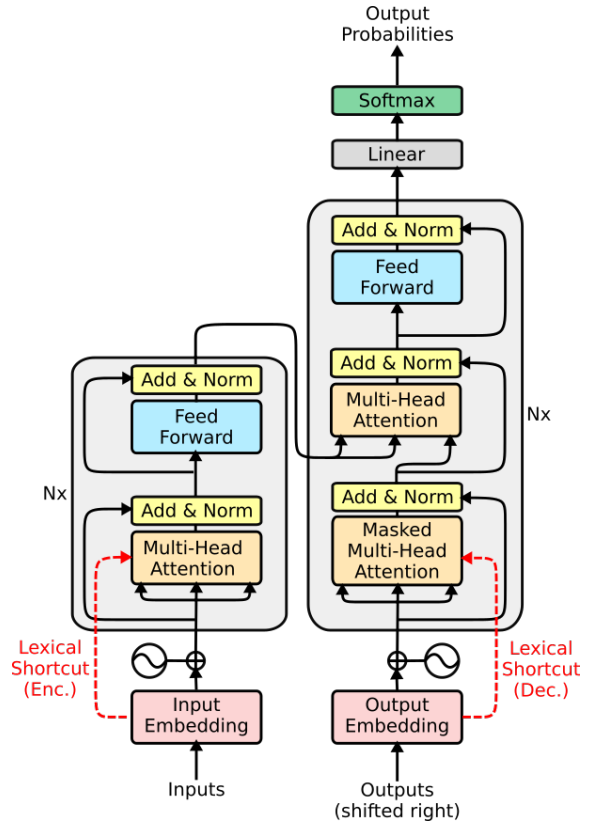 Output
Probabilities
Softmax
Linear
Add & Norm
Feed
Forward
Add & Norm
Multi-Head
Attention
Nx
Add & Norm
Masked
Multi-Head
Attention
Lexical
Shortcut
(Dec.)
Output
Embedding
Outputs
(shifted right)
Add & Norm
Feed
Forward
Nx
Add & Norm
Multi-Head
Attention
Lexical
Shortcut
(Enc.)
Input
Embedding
Inputs